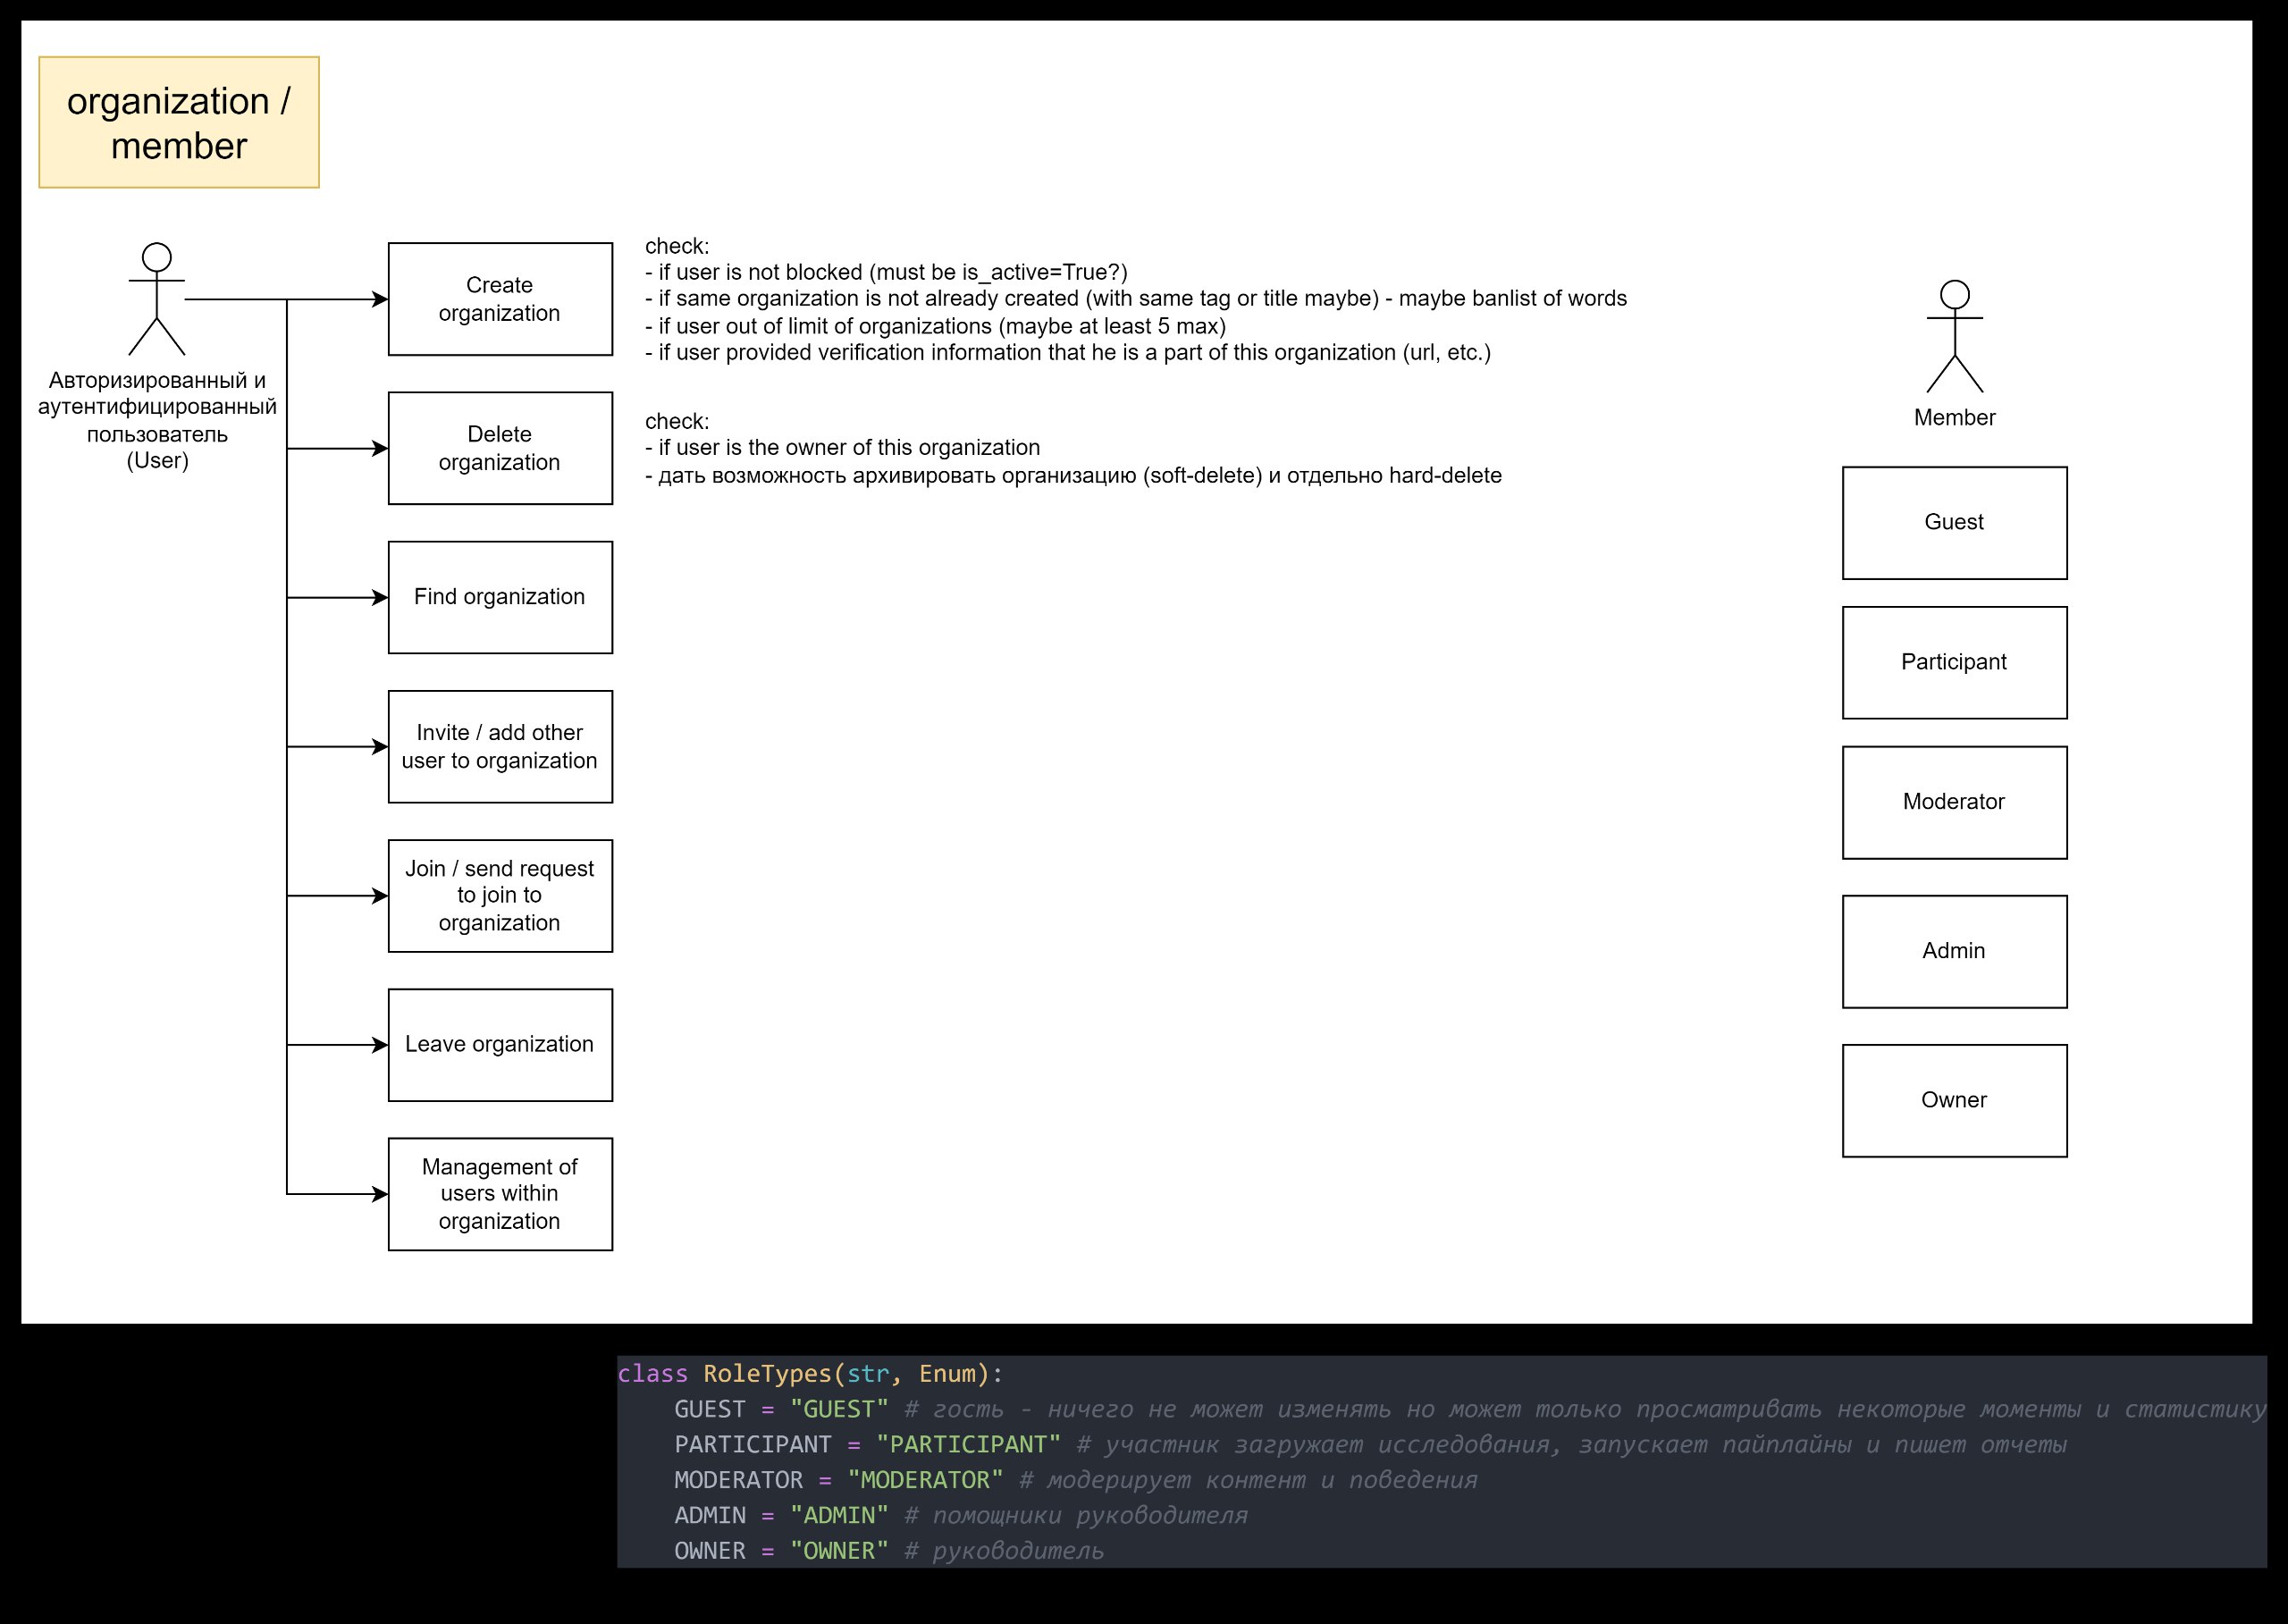 organization /
member
Авторизированный и
аутентифицированный
пользователь
(User)
Create
organization
check:
- if user is not blocked (must be is_active=True?)
- if same organization is not already created (with same tag or title maybe) - maybe banlist of words
- if user out of limit of organizations (maybe at least 5 max)
- if user provided verification information that he is a part of this organization (url, etc.)
Delete
organization
check:
- if user is the owner of this organization
- дать возможность архивировать организацию (soft-delete) и отдельно hard-delete
Find organization
Invite / add other
user to organization
Join / send request
to join to
organization
Leave organization
Management of
users within
organization
Member
Guest
Participant
Moderator
Admin
Owner
class RoleTypes(str, Enum):
    GUEST = "GUEST" # гость - ничего не может изменять но может только просматривать некоторые моменты и статистику
    PARTICIPANT = "PARTICIPANT" # участник загружает исследования, запускает пайплайны и пишет отчеты
    MODERATOR = "MODERATOR" # модерирует контент и поведения
    ADMIN = "ADMIN" # помощники руководителя
    OWNER = "OWNER" # руководитель